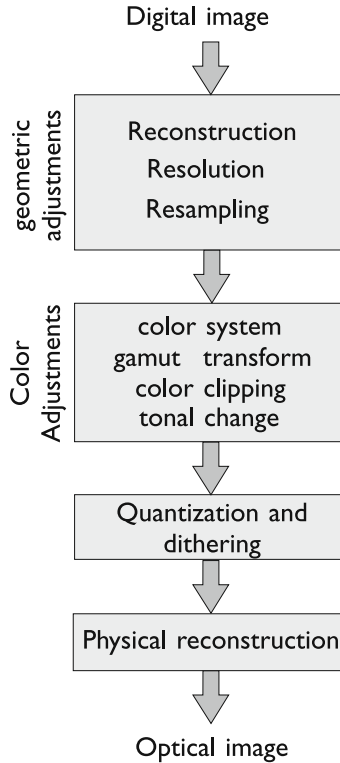 Digital image
geometric
adjustments
Reconstruction
Resolution
Resampling
Color
Adjustments
color system
gamut transform
color clipping
tonal change
Quantization and
dithering
Physical reconstruction
Optical image